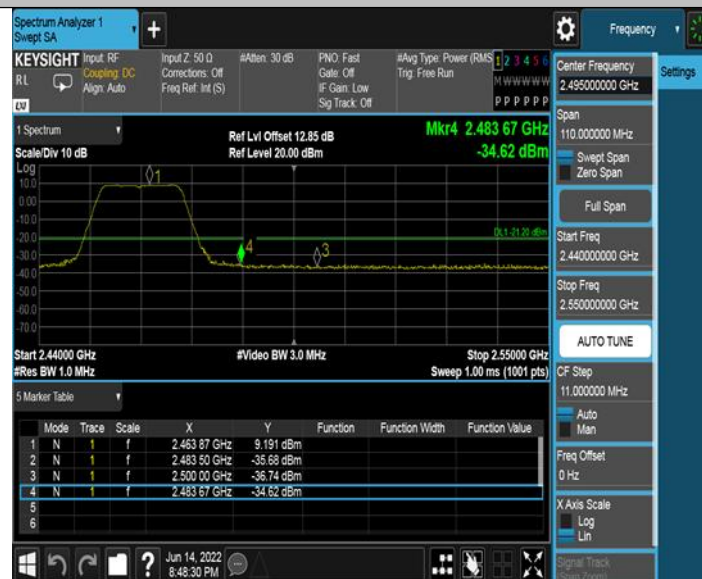 Spectrum Analyzer 1
Swept SA
+
Frequency
KEYSIGHT Input: RF Input Z: 50 Ω #Atten: 30 dB PNO: Fast #Avg Type: Power (RMS 1 2 3 4 5 6
RL Coupling: DC Corrections: Off Gate: Off Trig: Free Run M W W W W W
Align: Auto Freq Ref: Int (S) IF Gain: Low
Sig Track: Off P P P P P P
LXI
1 Spectrum
Scale/Div 10 dB
Ref Lvl Offset 12.85 dB
Ref Level 20.00 dBm
Mkr4 2.483 67 GHz
-34.62 dBm
Log
10.0
0.00
-10.0
-20.0
-30.0
-40.0
-50.0
-60.0
-70.0
1
4
3
DL1 -21.20 dBm
Start 2.44000 GHz #Video BW 3.0 MHz Stop 2.55000 GHz
#Res BW 1.0 MHz Sweep 1.00 ms (1001 pts)
5 Marker Table
Mode Trace Scale X Y Function Function Width Function Value
1 N 1 f 2.463 87 GHz 9.191 dBm
2 N 1 f 2.483 50 GHz -35.68 dBm
3 N 1 f 2.500 00 GHz -36.74 dBm
4 N 1 f 2.483 67 GHz -34.62 dBm
5
6
?
Jun 14, 2022
8:48:30 PM
Center Frequency
2.495000000 GHz
Settings
Span
110.000000 MHz
Swept Span
Zero Span
Full Span
Start Freq
2.440000000 GHz
Stop Freq
2.550000000 GHz
AUTO TUNE
CF Step
11.000000 MHz
Auto
Man
Freq Offset
0 Hz
X Axis Scale
Log
Lin
Signal Track
(Span Zoom)